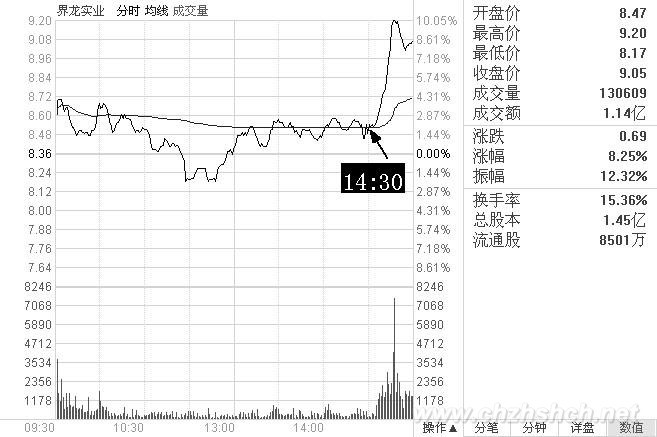 界龙实业 分时 均线 成交量
9.20 10.05%
9.08 8.61%
8.96 7.18%
8.84 5.74%
8.72 4.31%
8.60 2.87%
8.48 1.44%
8.36 0.00%
8.24 1.44%
8.12 2.87%
8.00 4.31%
7.88 5.74%
7.76 7.18%
7.64 8.61%
8246 8246
7068 7068
5890 5890
4712 4712
3534 3534
2356 2356
1178 1178
14:30
09:30 10:30 13:00 14:00
开盘价 8.47
最高价 9.20
最低价 8.17
收盘价 9.05
成交量 130609
成交额 1.14亿
涨跌 0.69
涨幅 8.25%
振幅 12.32%
换手率 15.36%
总股本 1.45亿
流通股 8501万
www.chzhshch.net
操作▲ 分笔 分钟 详盘 数值